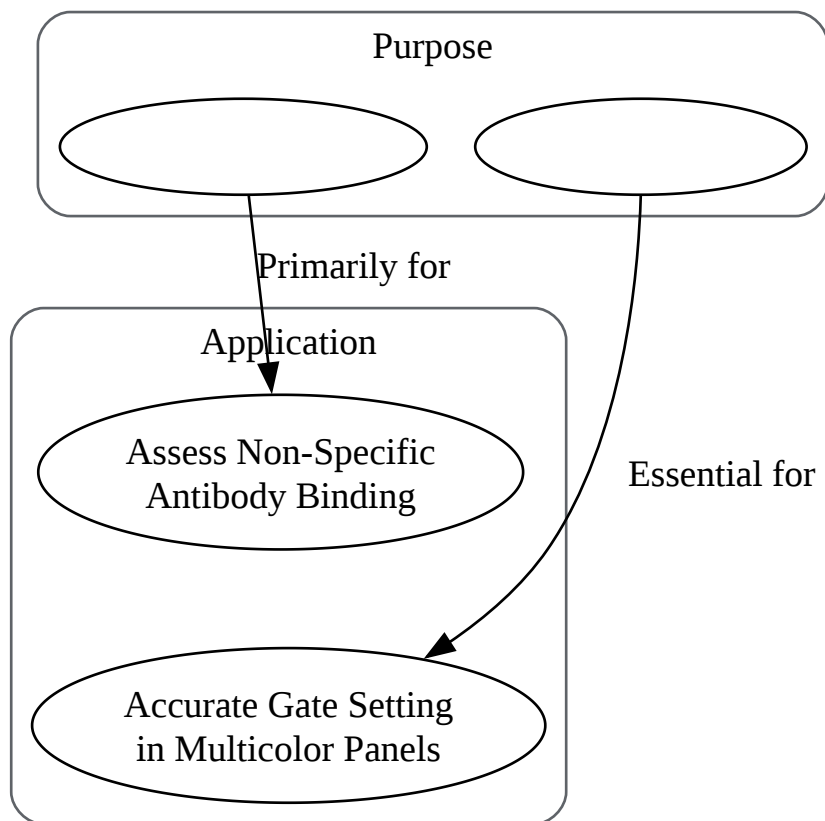 Purpose
Primarily for
Application
Assess Non-Specific
Antibody Binding
Essential for
Accurate Gate Setting
in Multicolor Panels